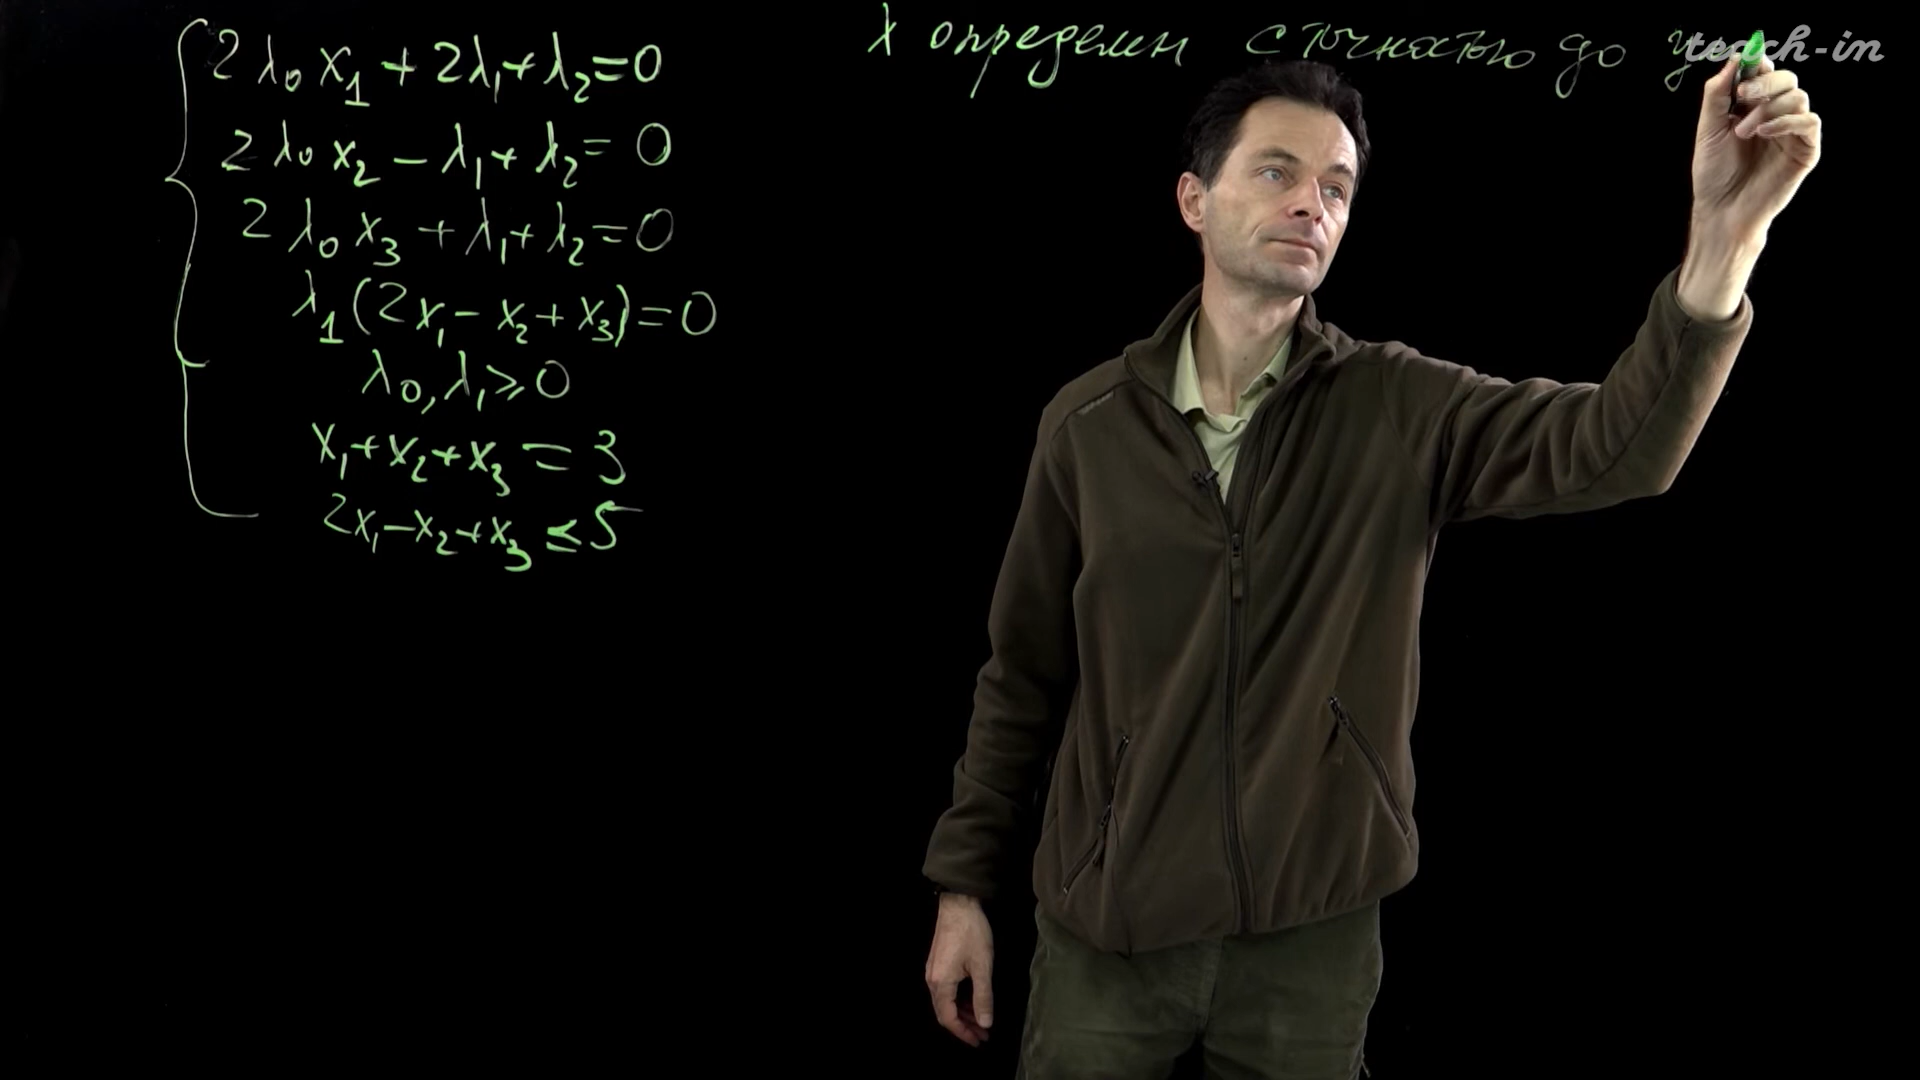 2λ₀x₁ + 2λ₁ + λ₂ = 0
2λ₀x₂ - λ₁ + λ₂ = 0
2λ₀x₃ + λ₁ + λ₂ = 0
λ₁(2x₁ - x₂ + x₃) = 0
λ₀, λ₁ ⩾ 0
x₁ + x₂ + x₃ = 3
2x₁ - x₂ + x₃ ≤ 5
λ определен с точностью до
teach-in